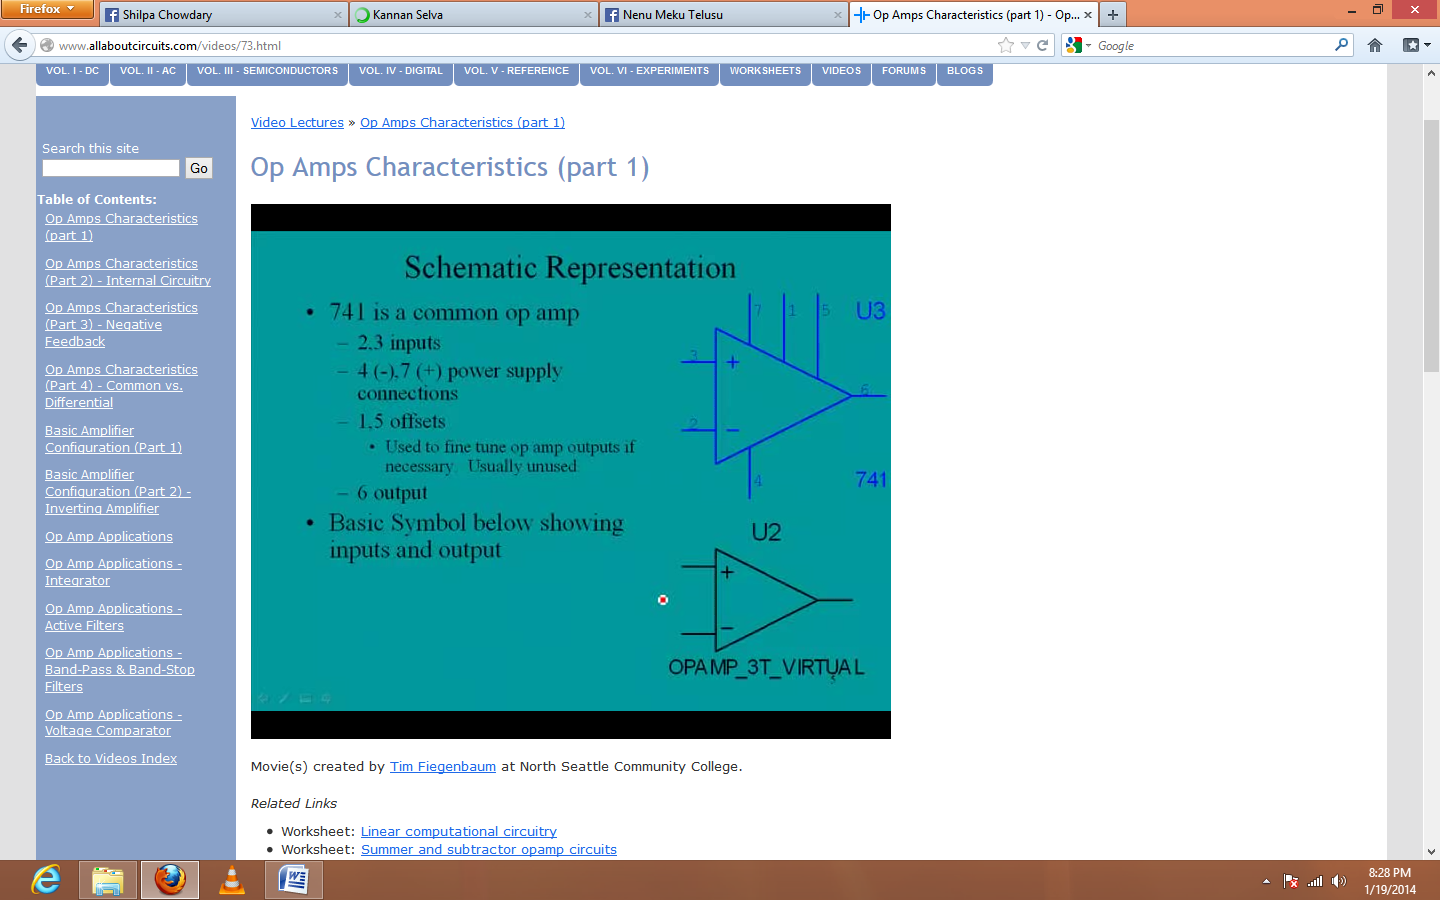 Firefox
Shilpa Chowdary
Kannan Selva
Nenu Meku Telusu
Op Amps Characteristics (part 1) - Op...
www.allaboutcircuits.com/videos/73.html
Google
VOL. I - DC
VOL. II - AC
VOL. III - SEMICONDUCTORS
VOL. IV - DIGITAL
VOL. V - REFERENCE
VOL. VI - EXPERIMENTS
WORKSHEETS
VIDEOS
FORUMS
BLOGS
Search this site
Go
Table of Contents:
Op Amps Characteristics
(part 1)
Op Amps Characteristics
(Part 2) - Internal Circuitry
Op Amps Characteristics
(Part 3) - Negative
Feedback
Op Amps Characteristics
(Part 4) - Common vs.
Differential
Basic Amplifier
Configuration (Part 1)
Basic Amplifier
Configuration (Part 2) -
Inverting Amplifier
Op Amp Applications
Op Amp Applications -
Integrator
Op Amp Applications -
Active Filters
Op Amp Applications -
Band-Pass & Band-Stop
Filters
Op Amp Applications -
Voltage Comparator
Back to Videos Index
Video Lectures » Op Amps Characteristics (part 1)
Op Amps Characteristics (part 1)
Schematic Representation
• 741 is a common op amp
– 2,3 inputs
– 4 (-),7 (+) power supply
connections
– 1,5 offsets
• Used to fine tune op amp outputs if
necessary. Usually unused
– 6 output
• Basic Symbol below showing
inputs and output
7 1 5 U3
3 +
6
2 −
4 741
U2
+
−
OPAMP_3T_VIRTUAL
5
Movie(s) created by Tim Fiegenbaum at North Seattle Community College.
Related Links
• Worksheet: Linear computational circuitry
• Worksheet: Summer and subtractor opamp circuits
8:28 PM
1/19/2014